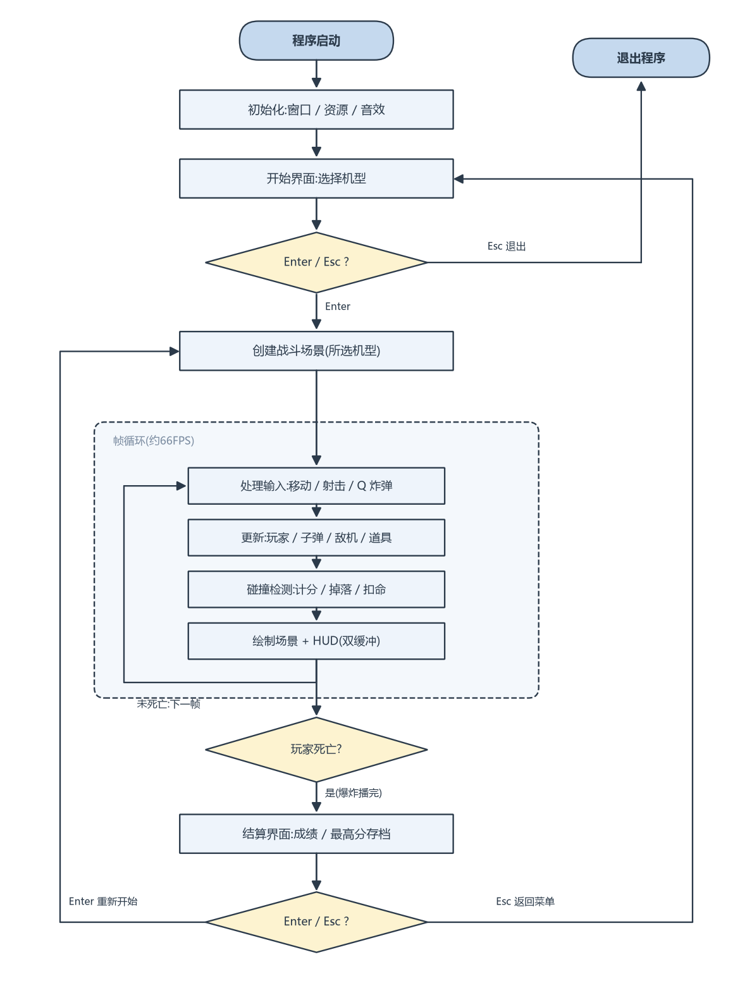 程序启动
退出程序
初始化:窗口 / 资源 / 音效
开始界面:选择机型
Esc 退出
Enter / Esc ?
Enter
创建战斗场景(所选机型)
帧循环(约66FPS)
处理输入:移动 / 射击 / Q 炸弹
更新:玩家 / 子弹 / 敌机 / 道具
碰撞检测:计分 / 掉落 / 扣命
绘制场景 + HUD(双缓冲)
未死亡:下一帧
玩家死亡?
是(爆炸播完)
结算界面:成绩 / 最高分存档
Enter 重新开始
Esc 返回菜单
Enter / Esc ?